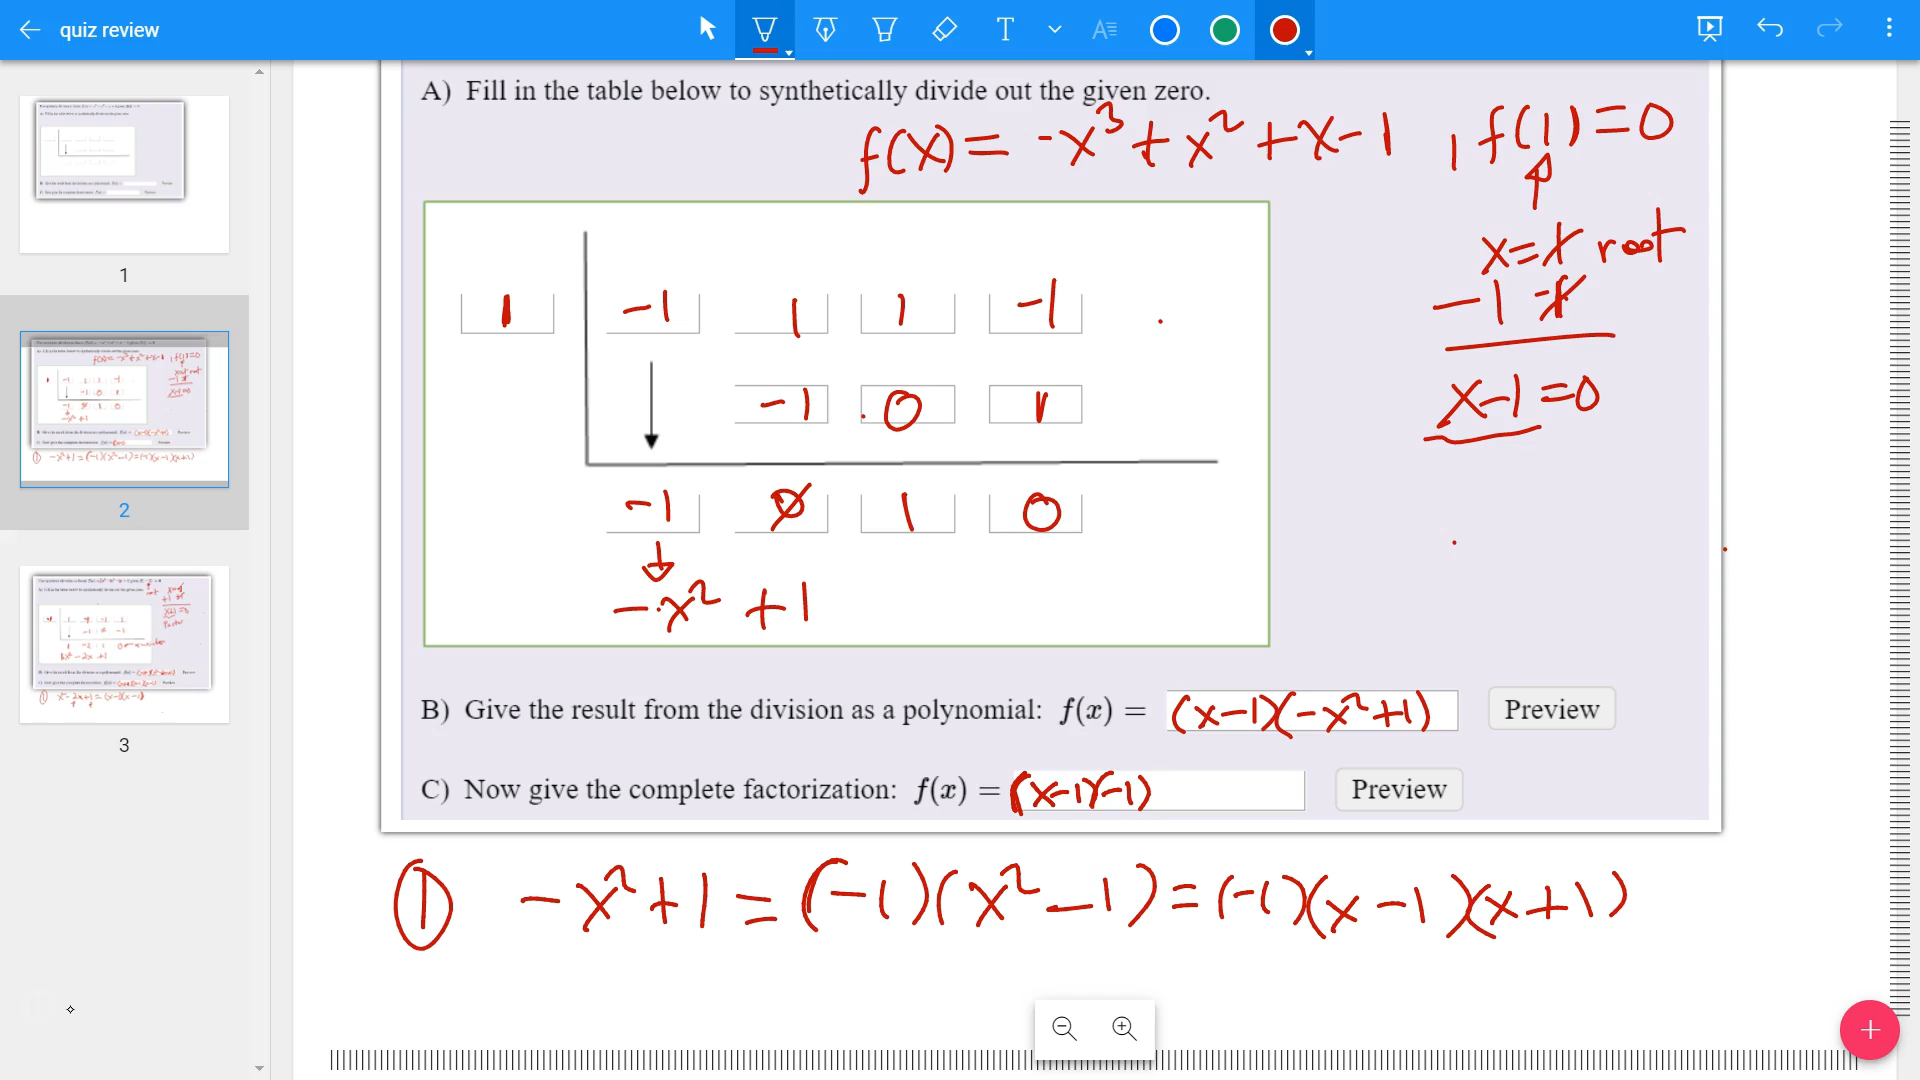 quiz review
A) Fill in the table below to synthetically divide out the given zero.
f(x) = -x³ + x² + x - 1 , f(1) = 0
x = 1 root
-1 -1
x - 1 = 0
1 -1 1 1 -1
-1 0 1
-1 0 1 0
-x² + 1
B) Give the result from the division as a polynomial: f(x) = (x-1)(-x²+1) Preview
C) Now give the complete factorization: f(x) = (x-1)(-1) Preview
① -x² + 1 = (-1)(x² - 1) = (-1)(x - 1)(x + 1)
1
2
3